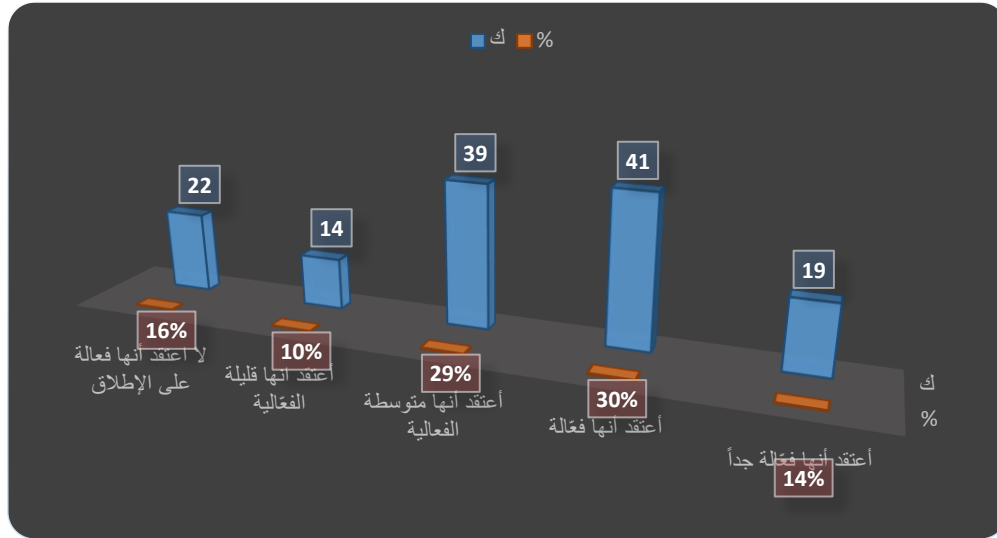 ك %
22
14
39
41
19
16%
10%
29%
30%
14%
لا أعتقد أنها فعالة
على الإطلاق
أعتقد أنها قليلة
الفعّالية
أعتقد أنها متوسطة
الفعالية
أعتقد أنها فعّالة
أعتقد أنها فعّالة جداً
ك
%